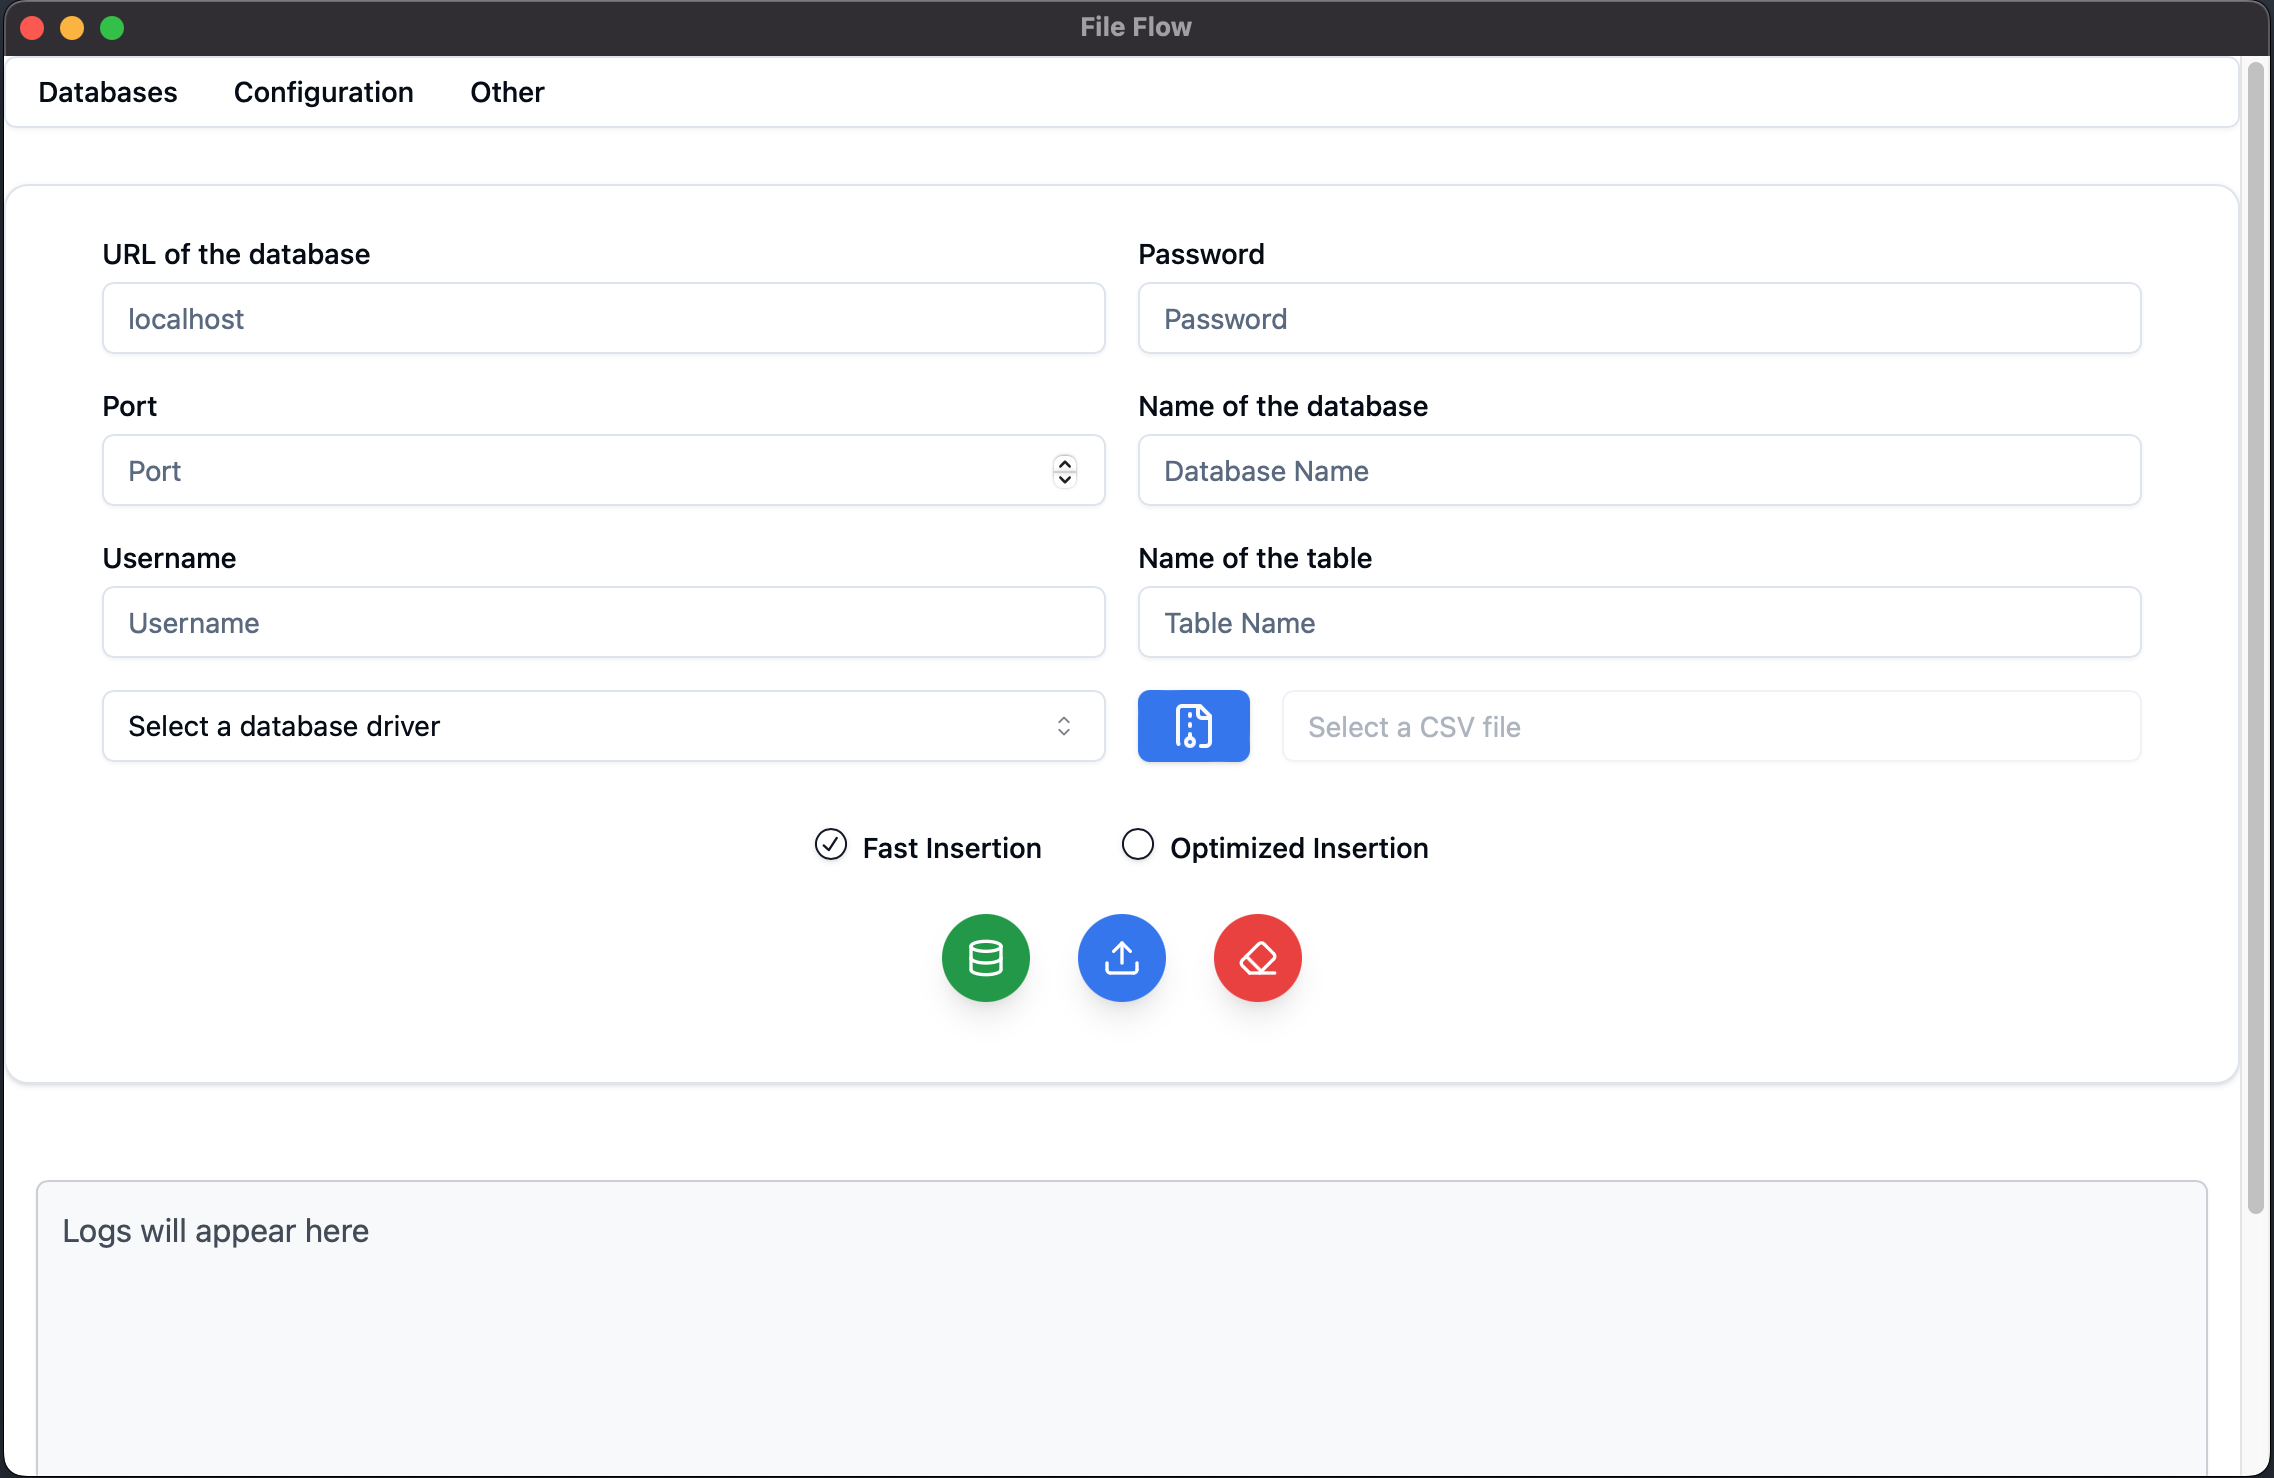 File Flow
Databases Configuration Other
URL of the database
localhost
Password
Password
Port
Port
Name of the database
Database Name
Username
Username
Name of the table
Table Name
Select a database driver
Select a CSV file
Fast Insertion
Optimized Insertion
Logs will appear here